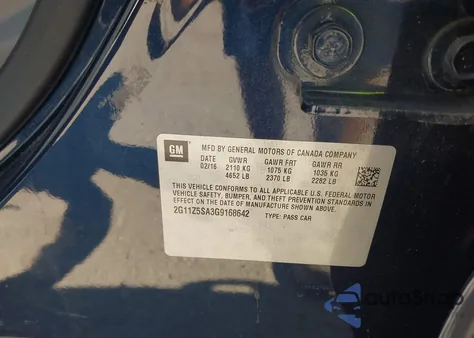 GM
MFD BY GENERAL MOTORS OF CANADA COMPANY
DATE GVWR GAWR FRT GAWR RR
02/16 2110 KG 1075 KG 1035 KG
4652 LB 2370 LB 2282 LB
THIS VEHICLE CONFORMS TO ALL APPLICABLE U.S. FEDERAL MOTOR
VEHICLE SAFETY, BUMPER, AND THEFT PREVENTION
STANDARDS IN EFFECT ON THE DATE OF MANUFACTURE SHOWN ABOVE.
2G11Z5SA3G9168642 TYPE: PASS CAR
AutoSnap